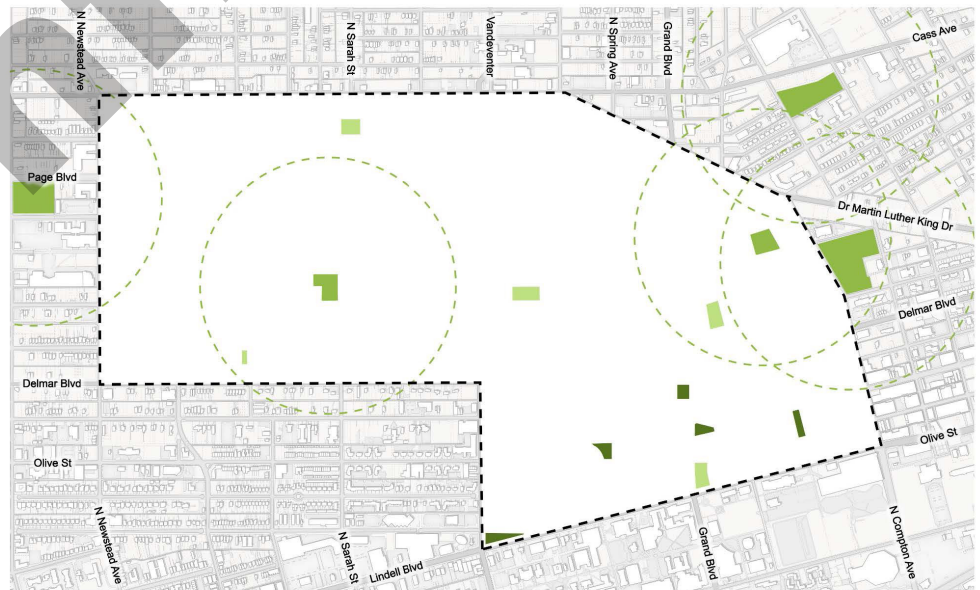 N Newstead Ave
N Sarah St
Vandeventer
N Spring Ave
Grand Blvd
Cass Ave
Page Blvd
Dr Martin Luther King Dr
Delmar Blvd
Delmar Blvd
Olive St
Olive St
N Newstead Ave
N Sarah St
Lindell Blvd
Grand Blvd
N Compton Ave